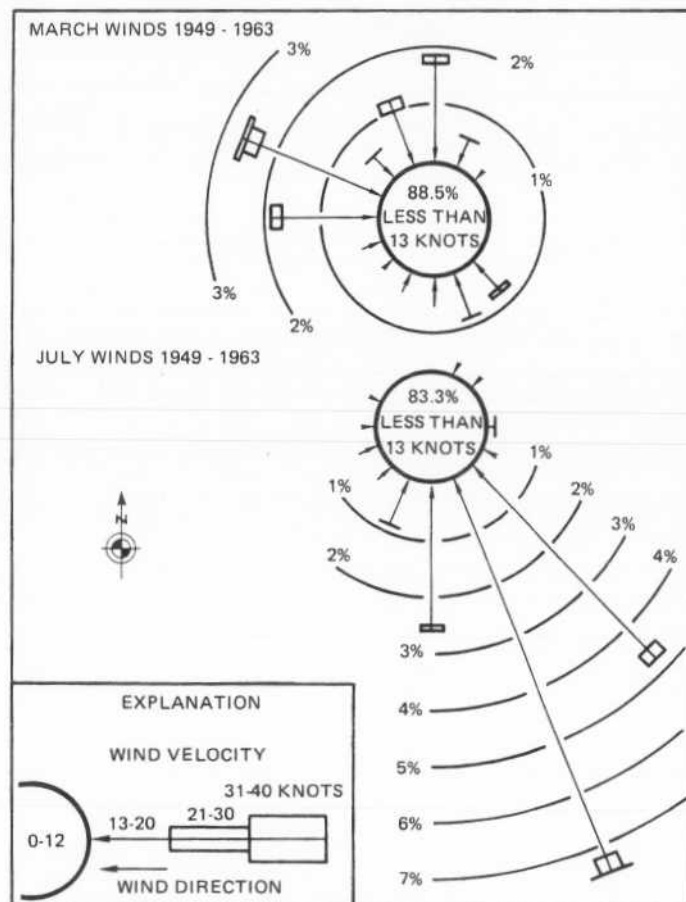 MARCH WINDS 1949 - 1963
3%
2%
1%
88.5%
LESS THAN
13 KNOTS
3%
2%
JULY WINDS 1949 - 1963
83.3%
LESS THAN
13 KNOTS
1%
1%
2%
3%
4%
2%
N
3%
4%
5%
6%
7%
EXPLANATION
WIND VELOCITY
31-40 KNOTS
21-30
13-20
0-12
WIND DIRECTION